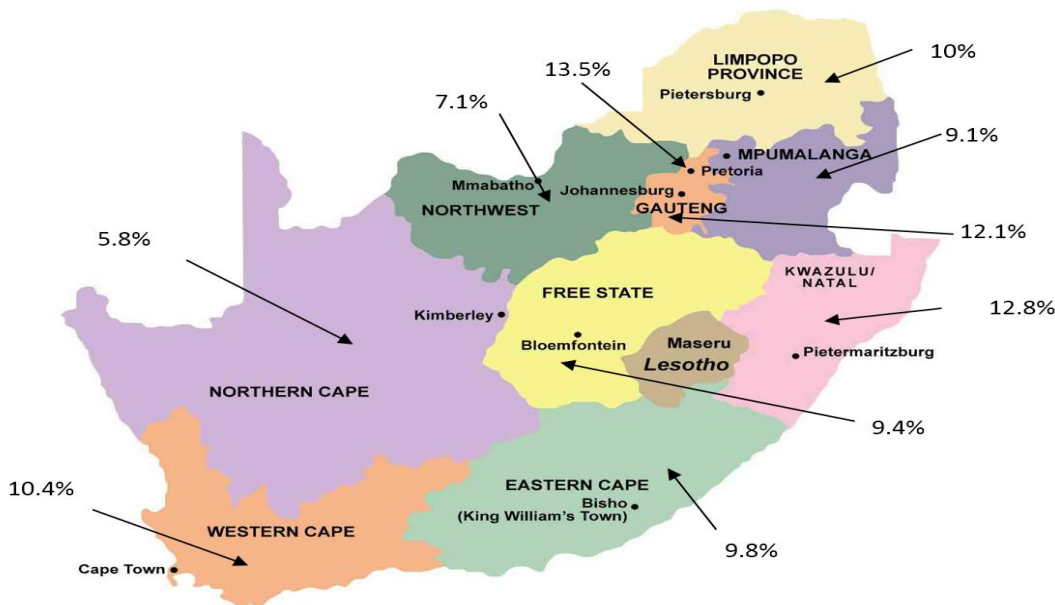 LIMPOPO
PROVINCE
Pietersburg
10%
13.5%
7.1%
9.1%
MPUMALANGA
Pretoria
Mmabatho
Johannesburg
NORTHWEST
GAUTENG
12.1%
5.8%
KWAZULU/
NATAL
FREE STATE
12.8%
Kimberley
Bloemfontein
Maseru
Lesotho
Pietermaritzburg
NORTHERN CAPE
9.4%
10.4%
EASTERN CAPE
Bisho
(King William's Town)
WESTERN CAPE
9.8%
Cape Town